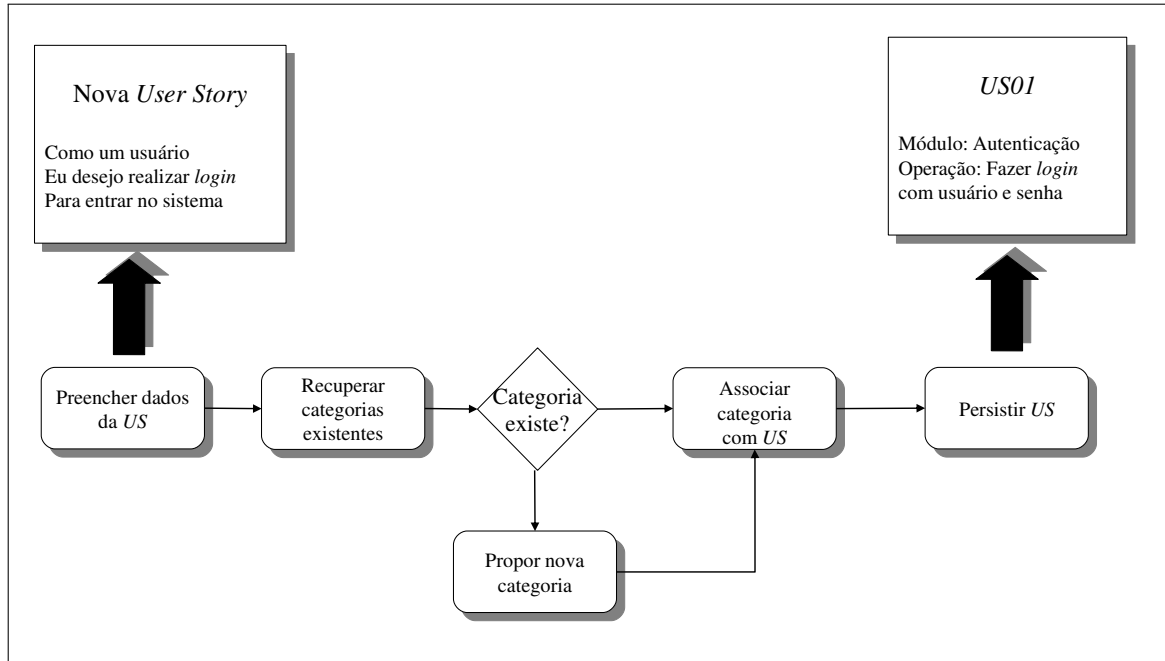 Nova User Story
Como um usuário
Eu desejo realizar login
Para entrar no sistema
US01
Módulo: Autenticação
Operação: Fazer login
com usuário e senha
Preencher dados
da US
Recuperar
categorias
existentes
Categoria
existe?
Associar
categoria
com US
Persistir US
Propor nova
categoria